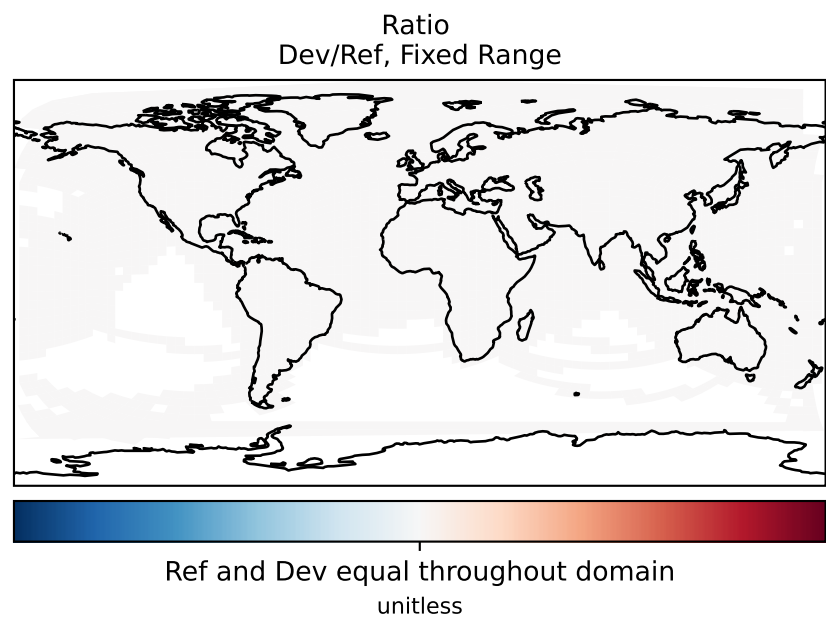 Ratio
Dev/Ref, Fixed Range
Ref and Dev equal throughout domain
unitless